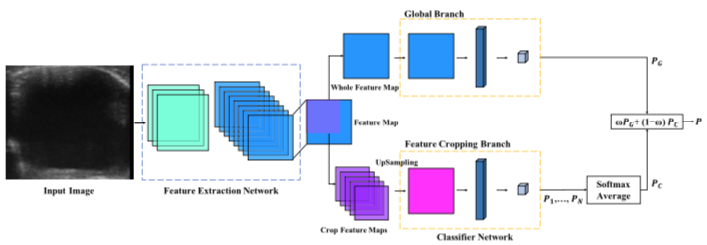 Global Branch
Whole Feature Map
P_G
Feature Map
ωP_G+ (1−ω) P_C
P
Feature Cropping Branch
UpSampling
Input Image
Feature Extraction Network
Crop Feature Maps
P_1,…, P_N
Softmax
Average
P_C
Classifier Network